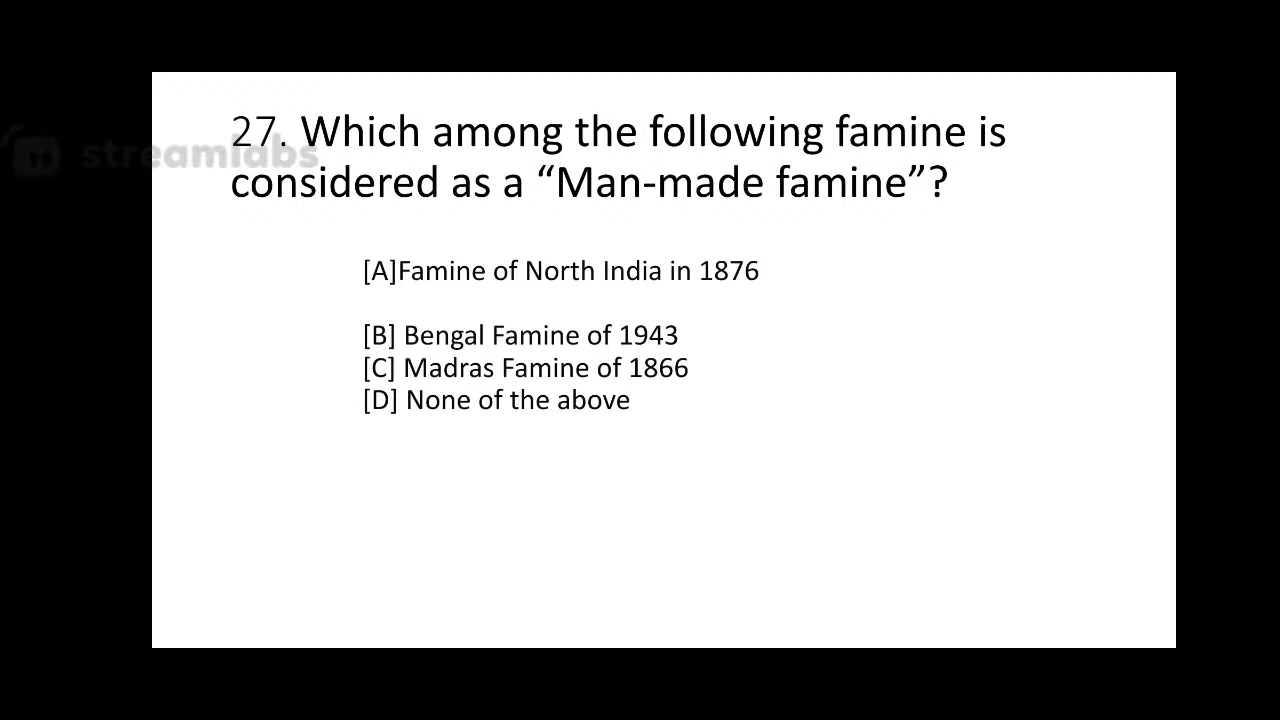 27. Which among the following famine is
streamlabs
considered as a “Man-made famine”?
[A]Famine of North India in 1876
[B] Bengal Famine of 1943
[C] Madras Famine of 1866
[D] None of the above